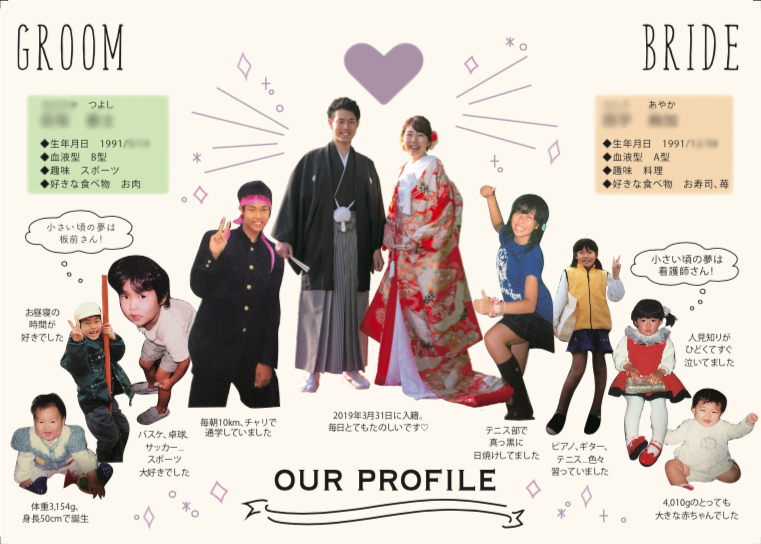 GROOM
BRIDE
つよし
◆生年月日 1991/
◆血液型 B型
◆趣味 スポーツ
◆好きな食べ物 お肉
あやか
◆生年月日 1991/
◆血液型 A型
◆趣味 料理
◆好きな食べ物 お寿司、苺
小さい頃の夢は
板前さん!
小さい頃の夢は
看護師さん!
お昼寝の
時間が
好きでした
人見知りが
ひどくてすぐ
泣いてました
バスケ、卓球、
サッカー…
スポーツ
大好きでした
毎朝10km、チャリで
通学していました
2019年3月31日に入籍。
毎日とてもたのしいです♡
テニス部で
真っ黒に
日焼けしてました
ピアノ、ギター、
テニス…色々
習っていました
体重3,154g、
身長50cmで誕生
OUR PROFILE
4,010gのとっても
大きな赤ちゃんでした